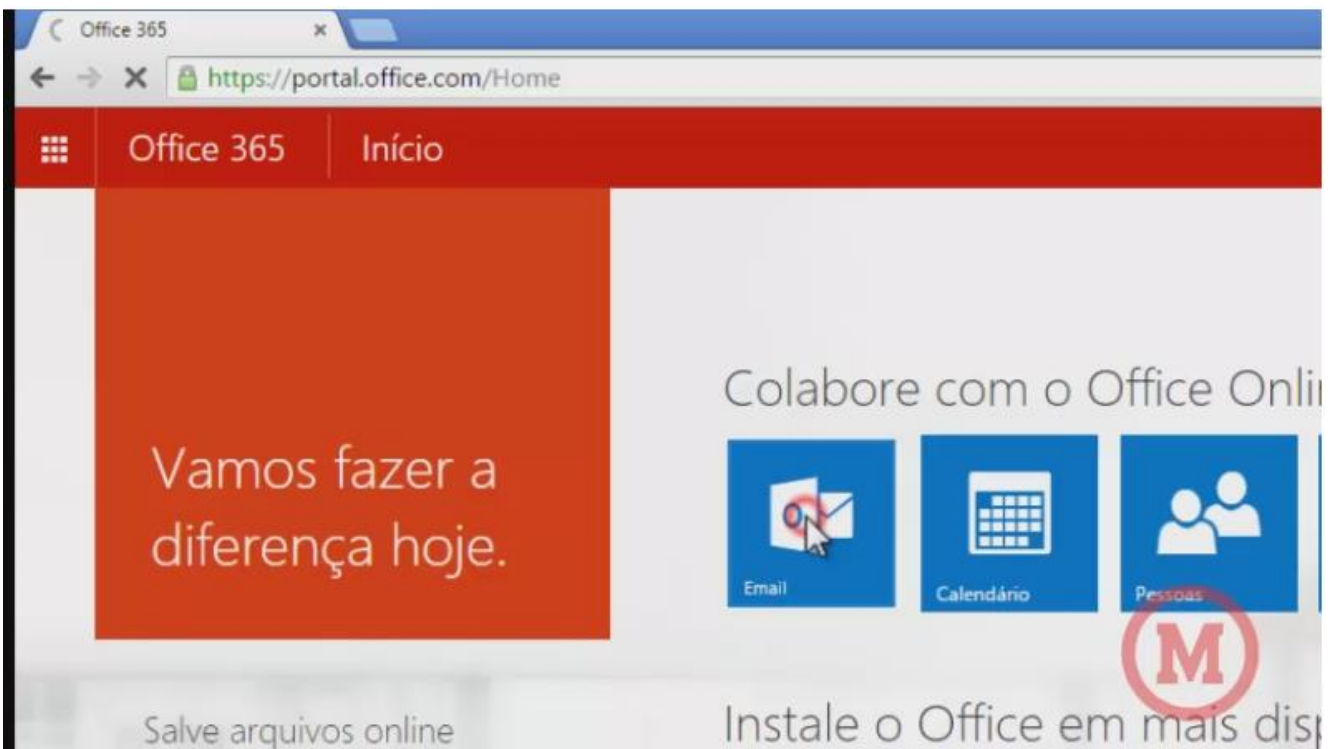 Office 365
https://portal.office.com/Home
Office 365
Início
Vamos fazer a
diferença hoje.
Colabore com o Office Onli
Email
Calendário
Pessoas
M
Salve arquivos online
Instale o Office em mais disp